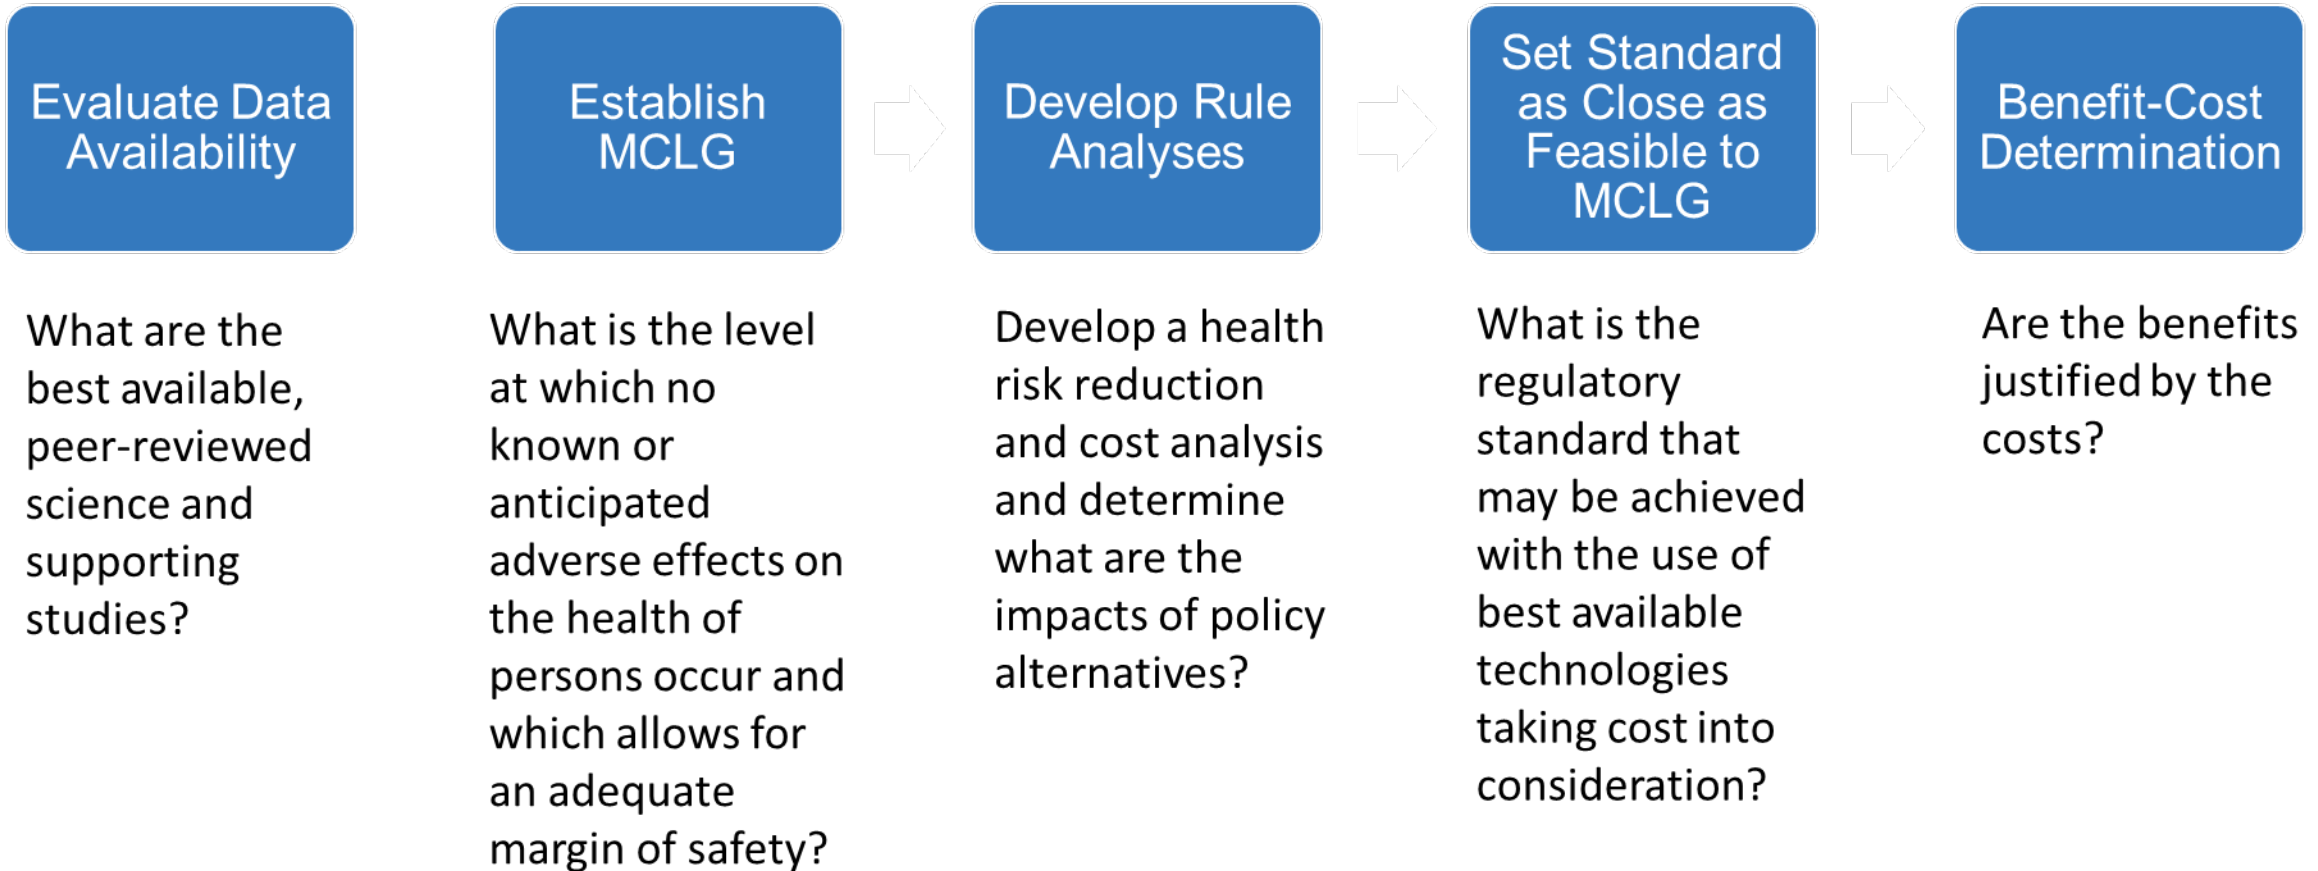 Evaluate Data
Availability
Establish
MCLG
Develop Rule
Analyses
Set Standard
as Close as
Feasible to
MCLG
Benefit-Cost
Determination
What are the
best available,
peer-reviewed
science and
supporting
studies?
What is the level
at which no
known or
anticipated
adverse effects on
the health of
persons occur and
which allows for
an adequate
margin of safety?
Develop a health
risk reduction
and cost analysis
and determine
what are the
impacts of policy
alternatives?
What is the
regulatory
standard that
may be achieved
with the use of
best available
technologies
taking cost into
consideration?
Are the benefits
justified by the
costs?